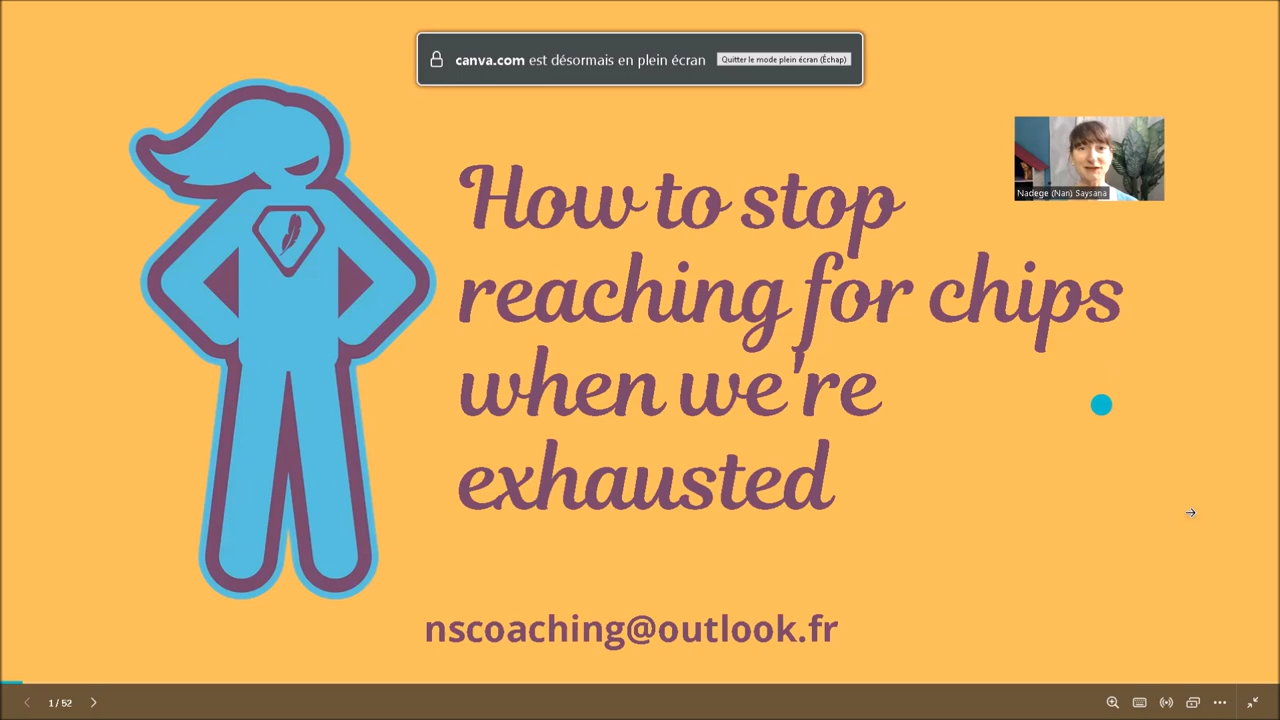 canva.com est désormais en plein écran Quitter le mode plein écran (Échap)
Nadege (Nan) Saysana
How to stop
reaching for chips
when we're
exhausted
nscoaching@outlook.fr
1 / 52